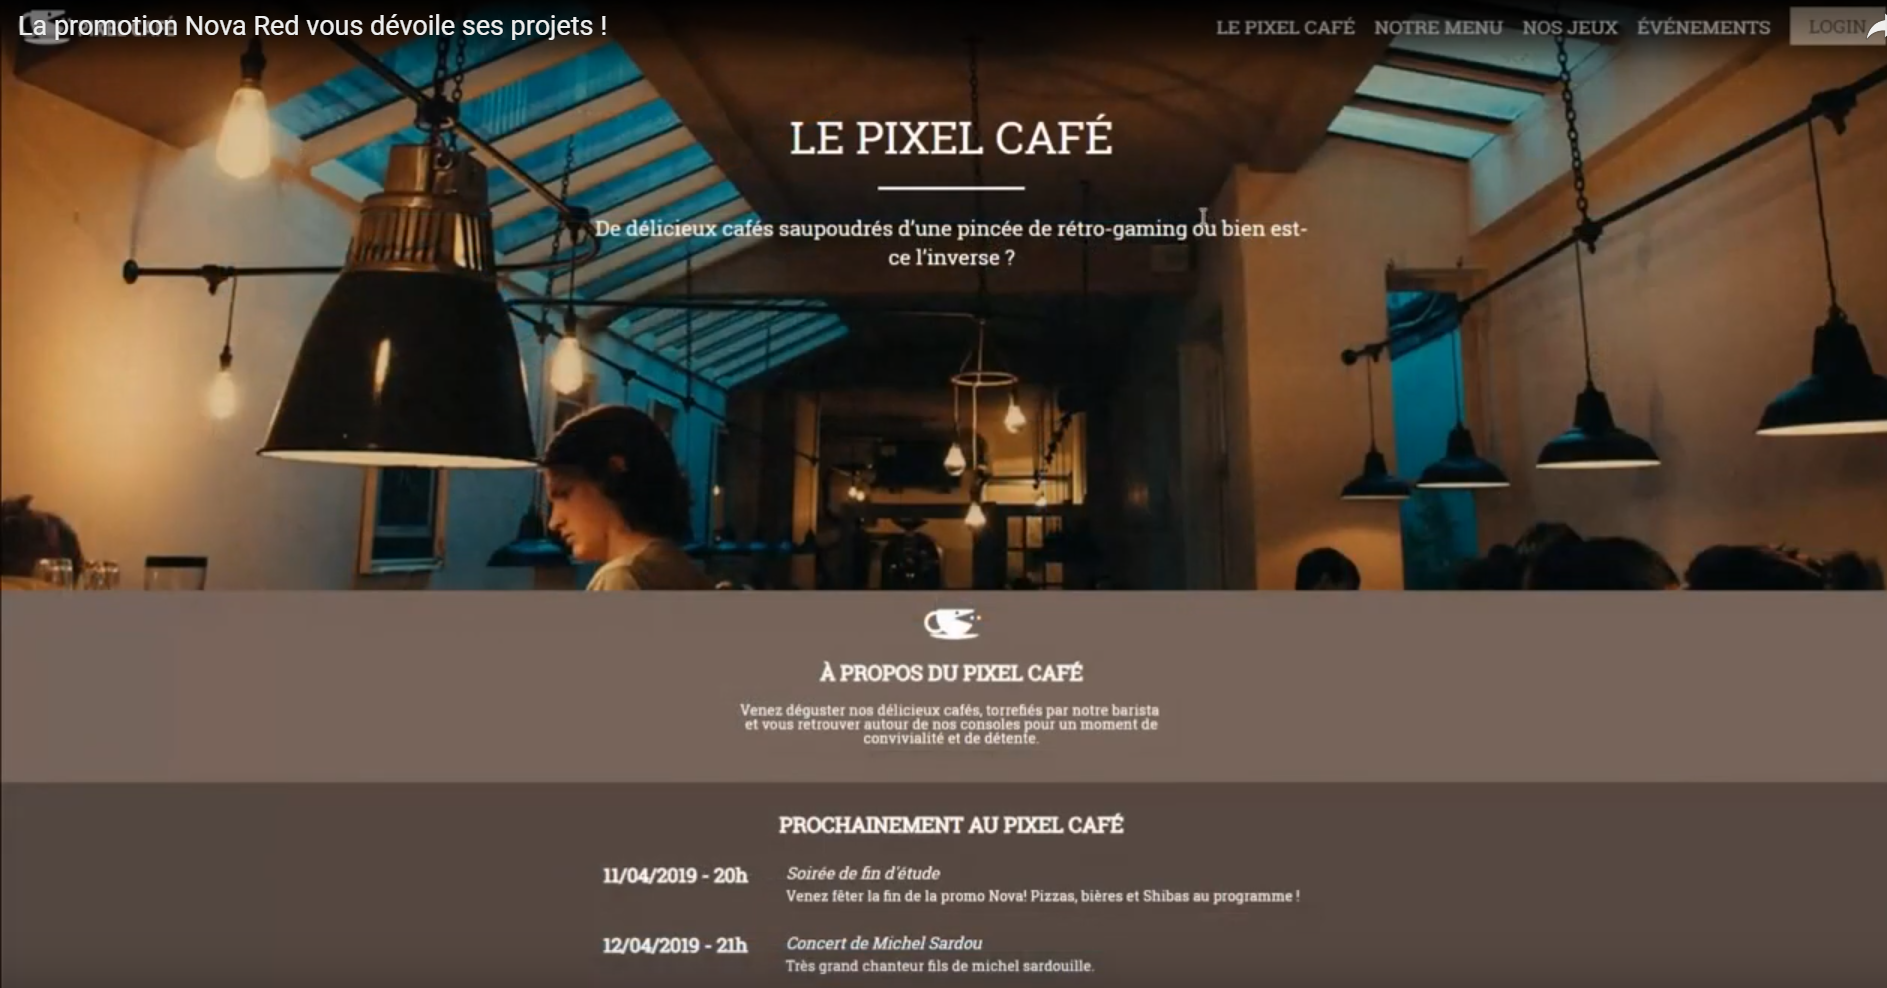 La promotion Nova Red vous dévoile ses projets !
LE PIXEL CAFÉ NOTRE MENU NOS JEUX ÉVÉNEMENTS LOGIN
LE PIXEL CAFÉ
De délicieux cafés saupoudrés d'une pincée de rétro-gaming ou bien est-
ce l'inverse ?
À PROPOS DU PIXEL CAFÉ
Venez déguster nos délicieux cafés, torrefiés par notre barista
et vous retrouver autour de nos consoles pour un moment de
convivialité et de détente.
PROCHAINEMENT AU PIXEL CAFÉ
11/04/2019 - 20h
Soirée de fin d'étude
Venez fêter la fin de la promo Nova! Pizzas, bières et Shibas au programme !
12/04/2019 - 21h
Concert de Michel Sardou
Très grand chanteur fils de michel sardouille.